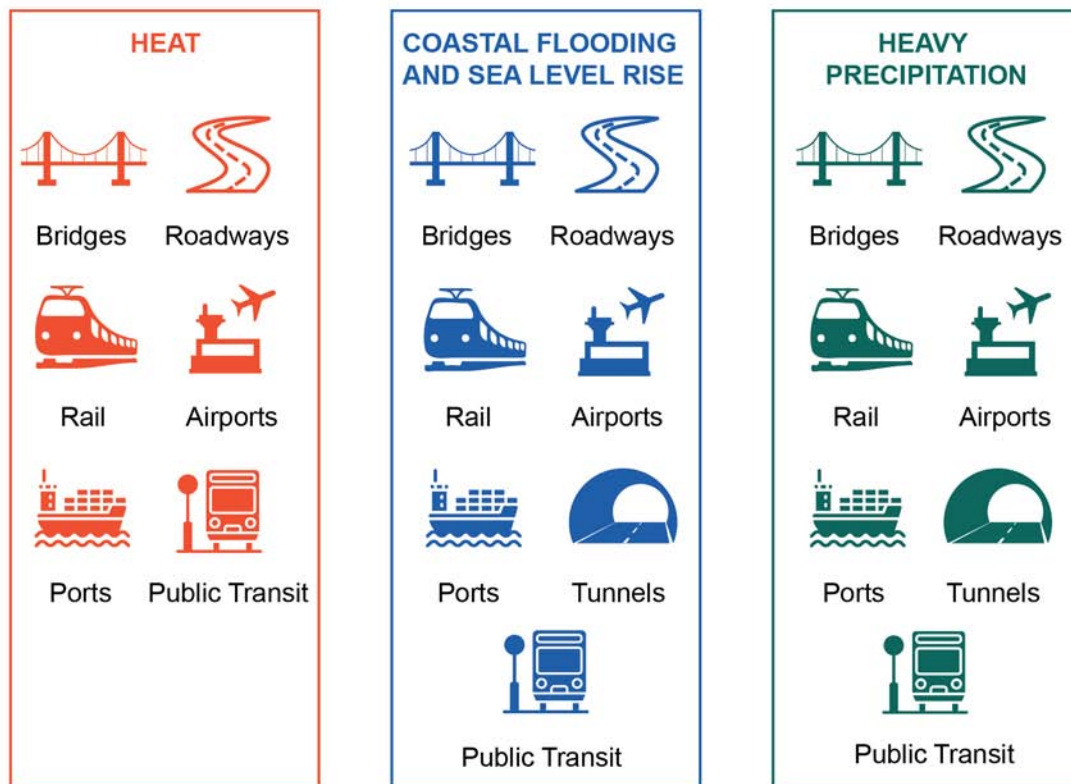 HEAT
Bridges Roadways
Rail Airports
Ports Public Transit
COASTAL FLOODING
AND SEA LEVEL RISE
Bridges Roadways
Rail Airports
Ports Tunnels
Public Transit
HEAVY
PRECIPITATION
Bridges Roadways
Rail Airports
Ports Tunnels
Public Transit